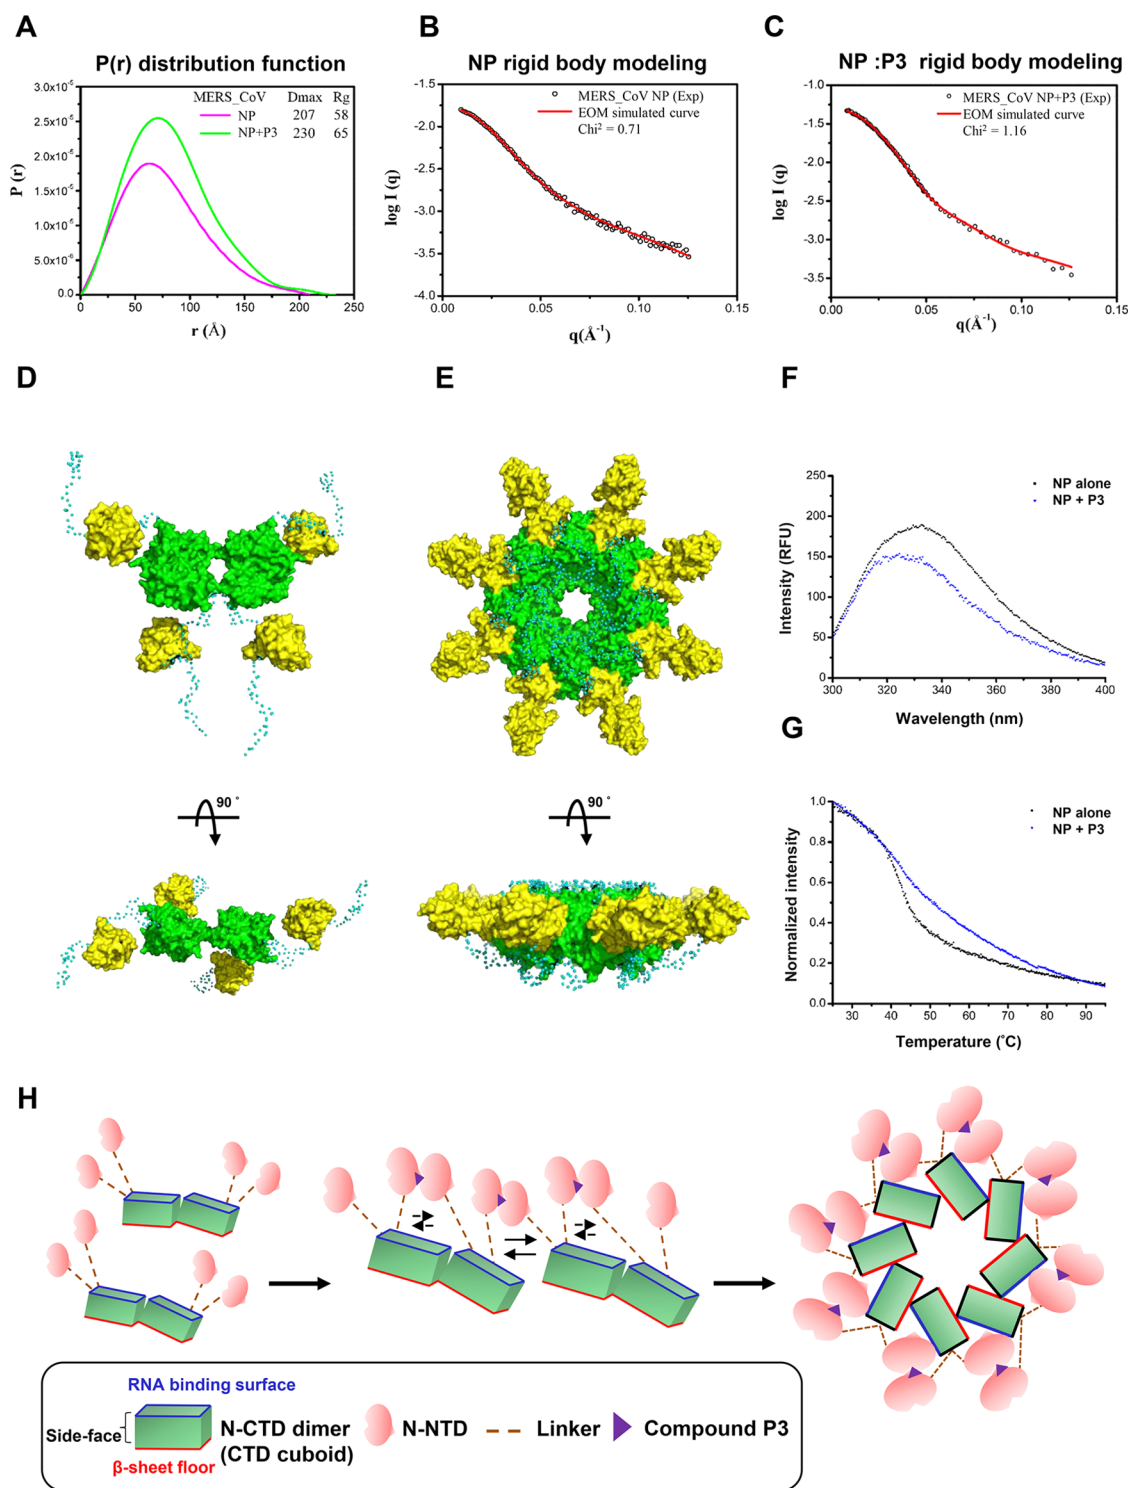 A
P(r) distribution function
3.0x10⁻⁵
2.5x10⁻⁵
2.0x10⁻⁵
1.5x10⁻⁵
1.0x10⁻⁵
5.0x10⁻⁶
0.0
P (r)
MERS_CoV Dmax Rg
NP 207 58
NP+P3 230 65
0 50 100 150 200 250
r (Å)
B
NP rigid body modeling
-1.5
-2.0
-2.5
-3.0
-3.5
-4.0
log I (q)
MERS_CoV NP (Exp)
EOM simulated curve
Chi² = 0.71
0.00 0.05 0.10 0.15
q(Å⁻¹)
C
NP :P3 rigid body modeling
-1.0
-1.5
-2.0
-2.5
-3.0
-3.5
log I (q)
MERS_CoV NP+P3 (Exp)
EOM simulated curve
Chi² = 1.16
0.00 0.05 0.10 0.15
q(Å⁻¹)
D
90 °
E
90 °
F
250
200
150
100
50
0
Intensity (RFU)
NP alone
NP + P3
300 320 340 360 380 400
Wavelength (nm)
G
1.0
0.8
0.6
0.4
0.2
0.0
Normalized intensity
NP alone
NP + P3
30 40 50 60 70 80 90
Temperature (˚C)
H
RNA binding surface
Side-face
β-sheet floor
N-CTD dimer
(CTD cuboid)
N-NTD
Linker
Compound P3